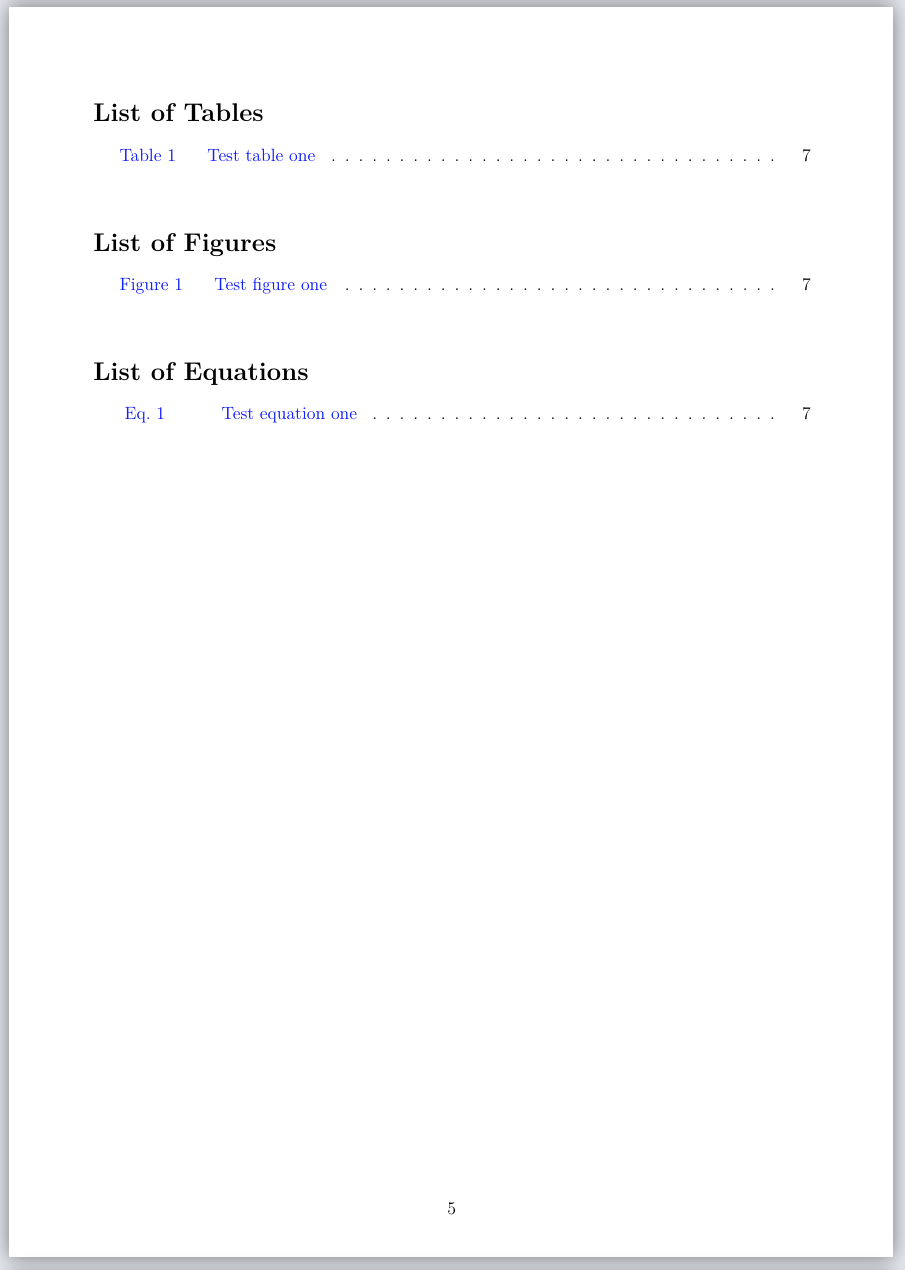 List of Tables
Table 1 Test table one . . . . . . . . . . . . . . . . . . . . . . . . . . . . . . . . . 7
List of Figures
Figure 1 Test figure one . . . . . . . . . . . . . . . . . . . . . . . . . . . . . . . . 7
List of Equations
Eq. 1 Test equation one . . . . . . . . . . . . . . . . . . . . . . . . . . . . . . 7
5